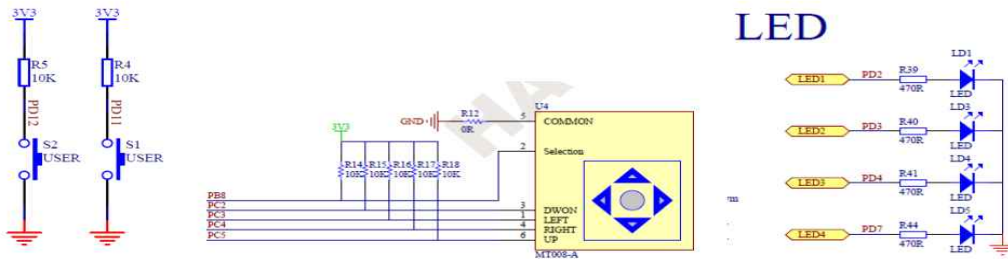 3V3
R5
10K
PD12
S2
USER
3V3
R4
10K
PD11
S1
USER
HA
GND
R12
0R
3V3
R14
10K
R15
10K
R16
10K
R17
10K
R18
10K
PB8
PC2
PC3
PC4
PC5
U4
5
COMMON
2
Selection
3
DWON
1
LEFT
4
RIGHT
6
UP
MT008-A
LED
LED1
PD2
R39
470R
LD1
LED
LED2
PD3
R40
470R
LD3
LED
LED3
PD4
R41
470R
LD4
LED
LED4
PD7
R44
470R
LD5
LED